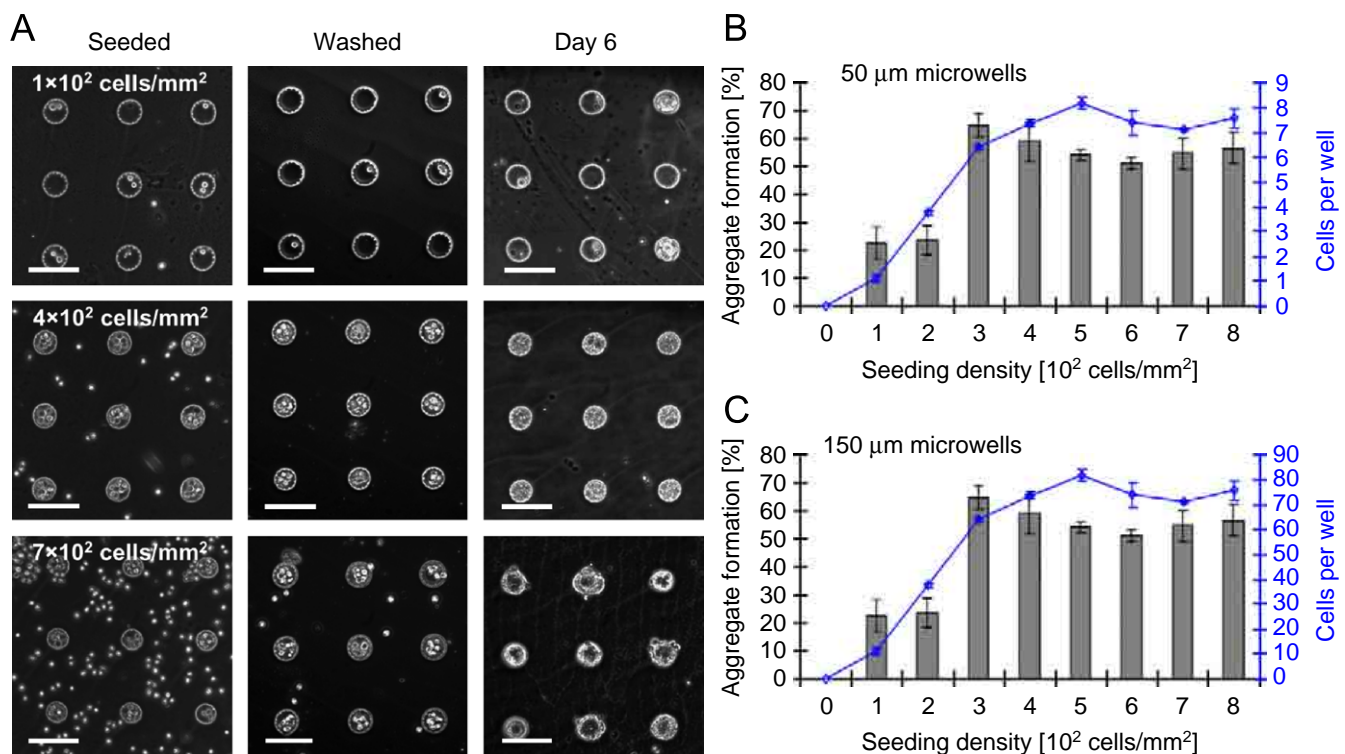 A
Seeded
Washed
Day 6
1×10² cells/mm²
4×10² cells/mm²
7×10² cells/mm²
B
50 μm microwells
Aggregate formation [%]
80
70
60
50
40
30
20
10
0
9
8
7
6
5
4
3
2
1
0
Cells per well
0 1 2 3 4 5 6 7 8
Seeding density [10² cells/mm²]
C
150 μm microwells
Aggregate formation [%]
80
70
60
50
40
30
20
10
0
90
80
70
60
50
40
30
20
10
0
Cells per well
0 1 2 3 4 5 6 7 8
Seeding density [10² cells/mm²]